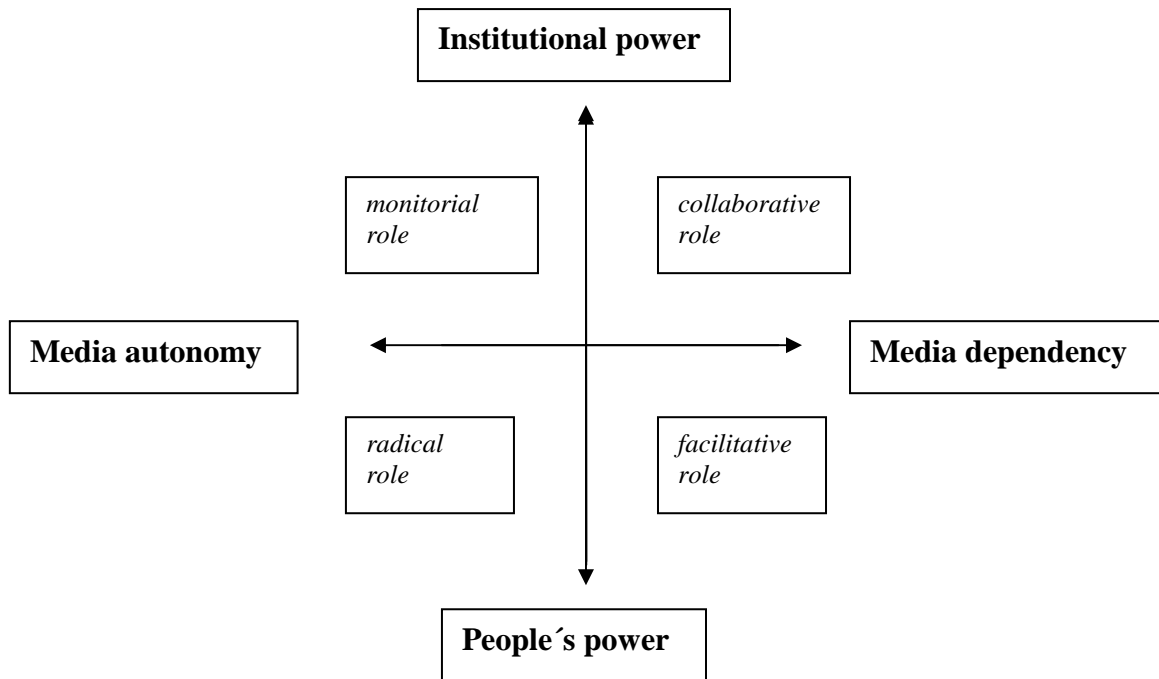 Institutional power
monitorial
role
collaborative
role
Media autonomy
Media dependency
radical
role
facilitative
role
People´s power